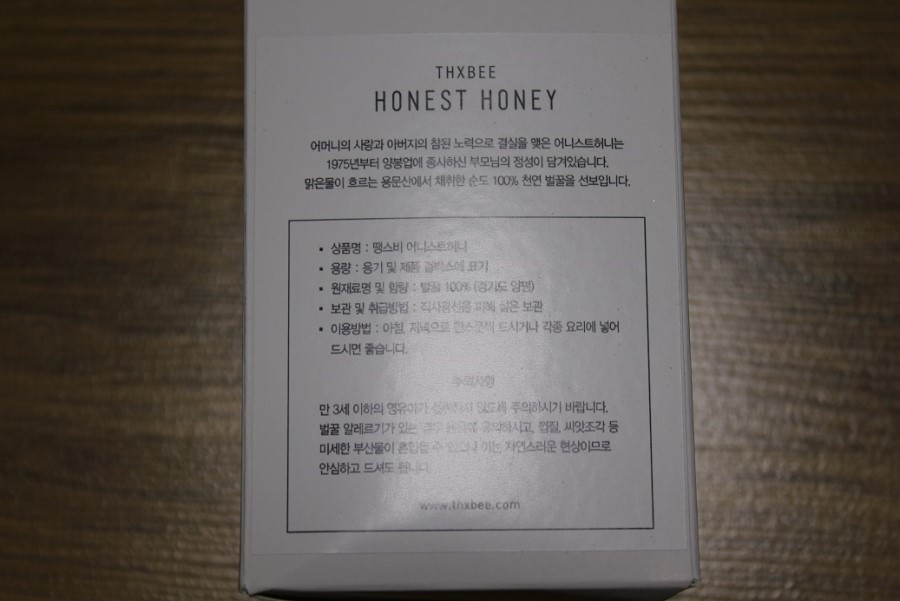 THXBEE
HONEST HONEY
어머니의 사랑과 아버지의 참된 노력으로 결실을 맺은 어니스트허니는
1975년부터 양봉업에 종사하신 부모님의 정성이 담겨있습니다.
맑은물이 흐르는 용문산에서 채취한 순도 100% 천연 벌꿀을 선보입니다.
▪ 상품명 : 땡스비 어니스트허니
▪ 용량 : 용기 및 제품 겉박스에 표기
▪ 원재료명 및 함량 : 벌꿀 100% (경기도 양평)
▪ 보관 및 취급방법 : 직사광선을 피해 실온 보관
▪ 이용방법 : 아침, 저녁으로 한스푼씩 드시거나 각종 요리에 넣어
드시면 좋습니다.
주의사항
만 3세 이하의 영유아가 섭취하지 않도록 주의하시기 바랍니다.
벌꿀 알레르기가 있는 경우 하시고, 껍질, 씨앗조각 등
미세한 부산물이 혼합될 수 있으나 이는 자연스러운 현상이므로
안심하고 드셔도 됩니다.
www.thxbee.com